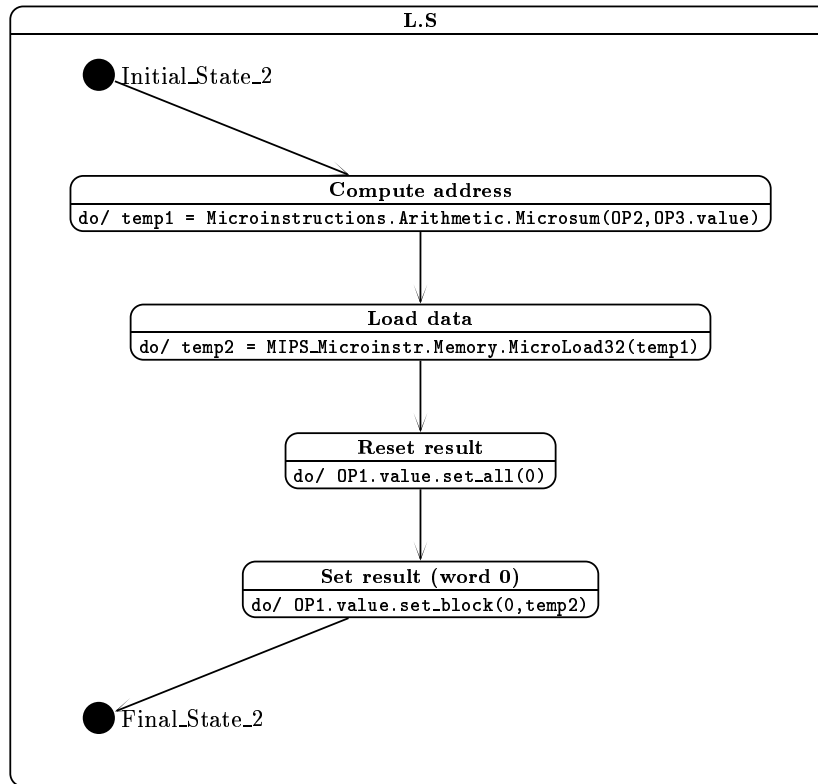 L.S
Initial_State_2
Compute address
do/ temp1 = Microinstructions.Arithmetic.Microsum(OP2,OP3.value)
Load data
do/ temp2 = MIPS_Microinstr.Memory.MicroLoad32(temp1)
Reset result
do/ OP1.value.set_all(0)
Set result (word 0)
do/ OP1.value.set_block(0,temp2)
Final_State_2